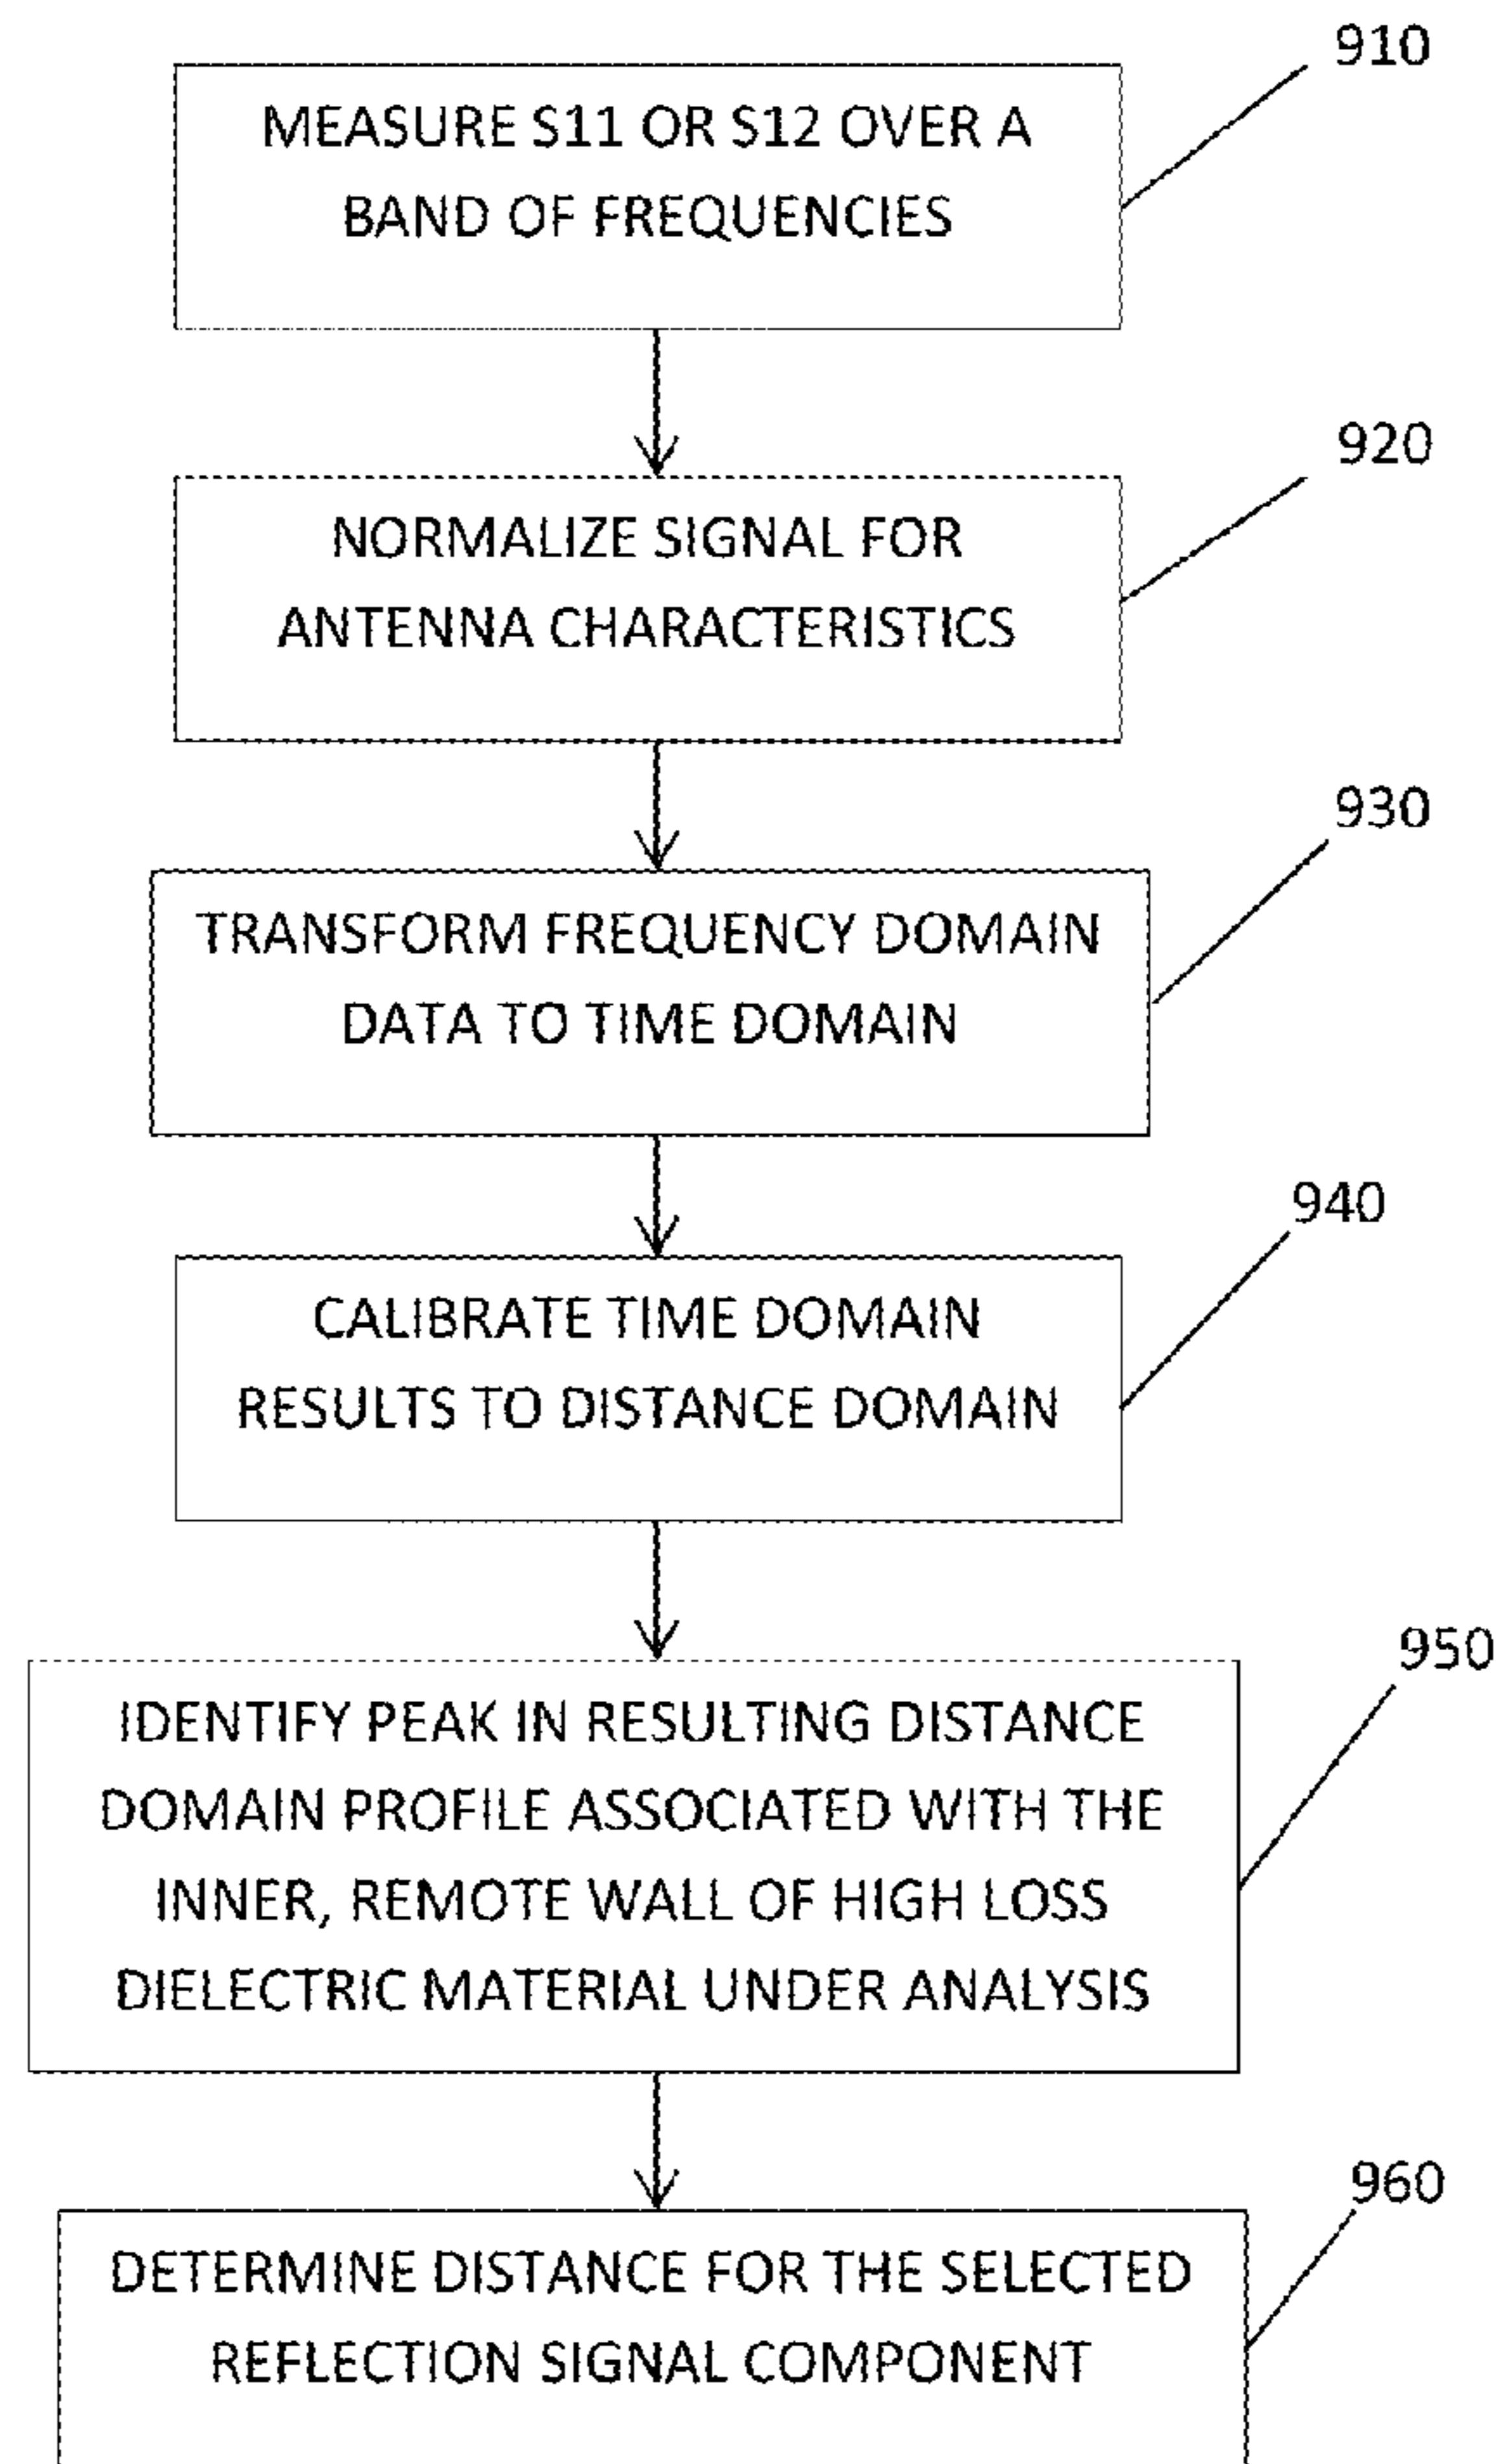 910
MEASURE S11 OR S12 OVER A
BAND OF FREQUENCIES
920
NORMALIZE SIGNAL FOR
ANTENNA CHARACTERISTICS
930
TRANSFORM FREQUENCY DOMAIN
DATA TO TIME DOMAIN
940
CALIBRATE TIME DOMAIN
RESULTS TO DISTANCE DOMAIN
950
IDENTIFY PEAK IN RESULTING DISTANCE
DOMAIN PROFILE ASSOCIATED WITH THE
INNER, REMOTE WALL OF HIGH LOSS
DIELECTRIC MATERIAL UNDER ANALYSIS
960
DETERMINE DISTANCE FOR THE SELECTED
REFLECTION SIGNAL COMPONENT